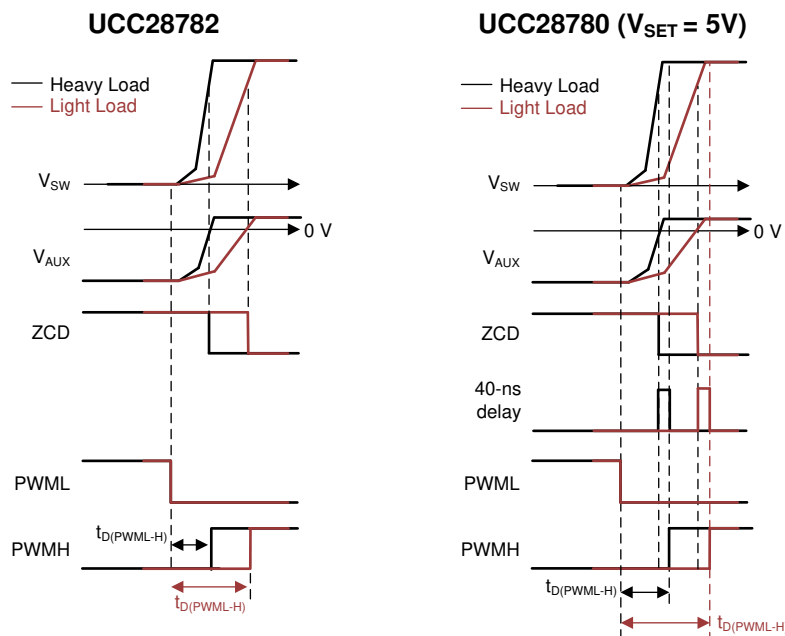 UCC28782
Heavy Load
Light Load
VSW
0 V
VAUX
ZCD
PWML
tD(PWML-H)
PWMH
tD(PWML-H)
UCC28780 (VSET = 5V)
Heavy Load
Light Load
VSW
0 V
VAUX
ZCD
40-ns
delay
PWML
PWMH
tD(PWML-H)
tD(PWML-H